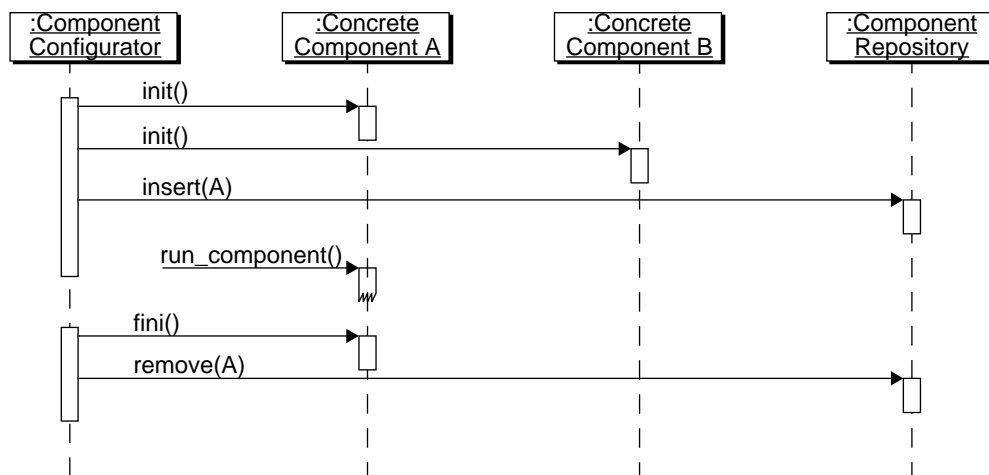 :Component
Configurator
:Concrete
Component A
:Concrete
Component B
:Component
Repository
init()
init()
insert(A)
run_component()
fini()
remove(A)